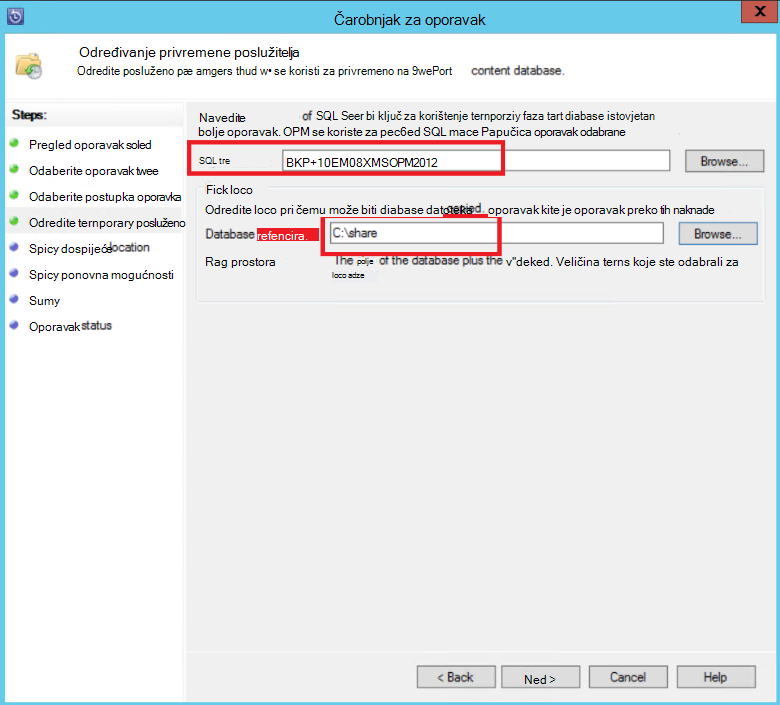 Čarobnjak za oporavak
X
Određivanje privremene poslužitelja
Odredite posluženo pæ amgers thud w• se koristi za privremeno na 9wePort content database.
Steps:
Pregled oporavak soled
Odaberite oporavak twee
Odaberite postupka oporavka
Odredite ternporary posluženo
Spicy dospijeće location
Spicy ponovna mogućnosti
Sumy
Oporavak status
Navedite of SQL Seer bi ključ za korištenje ternporziy faza tart diabase istovjetan
bolje oporavak. OPM se koriste za pec6ed SQL mace Papučica oporavak odabrane
SQL tre
BKP+10EM08XMSOPM2012
Browse...
Fick loco
Odredite loco pri čemu može biti diabase datoteka copied. oporavak kite je oporavak preko tih naknade
Database refencira.
C:\share
Browse...
Rag prostora
The polje of the database plus the v"deked. Veličina terns koje ste odabrali za
loco adze
< Back
Ned >
Cancel
Help